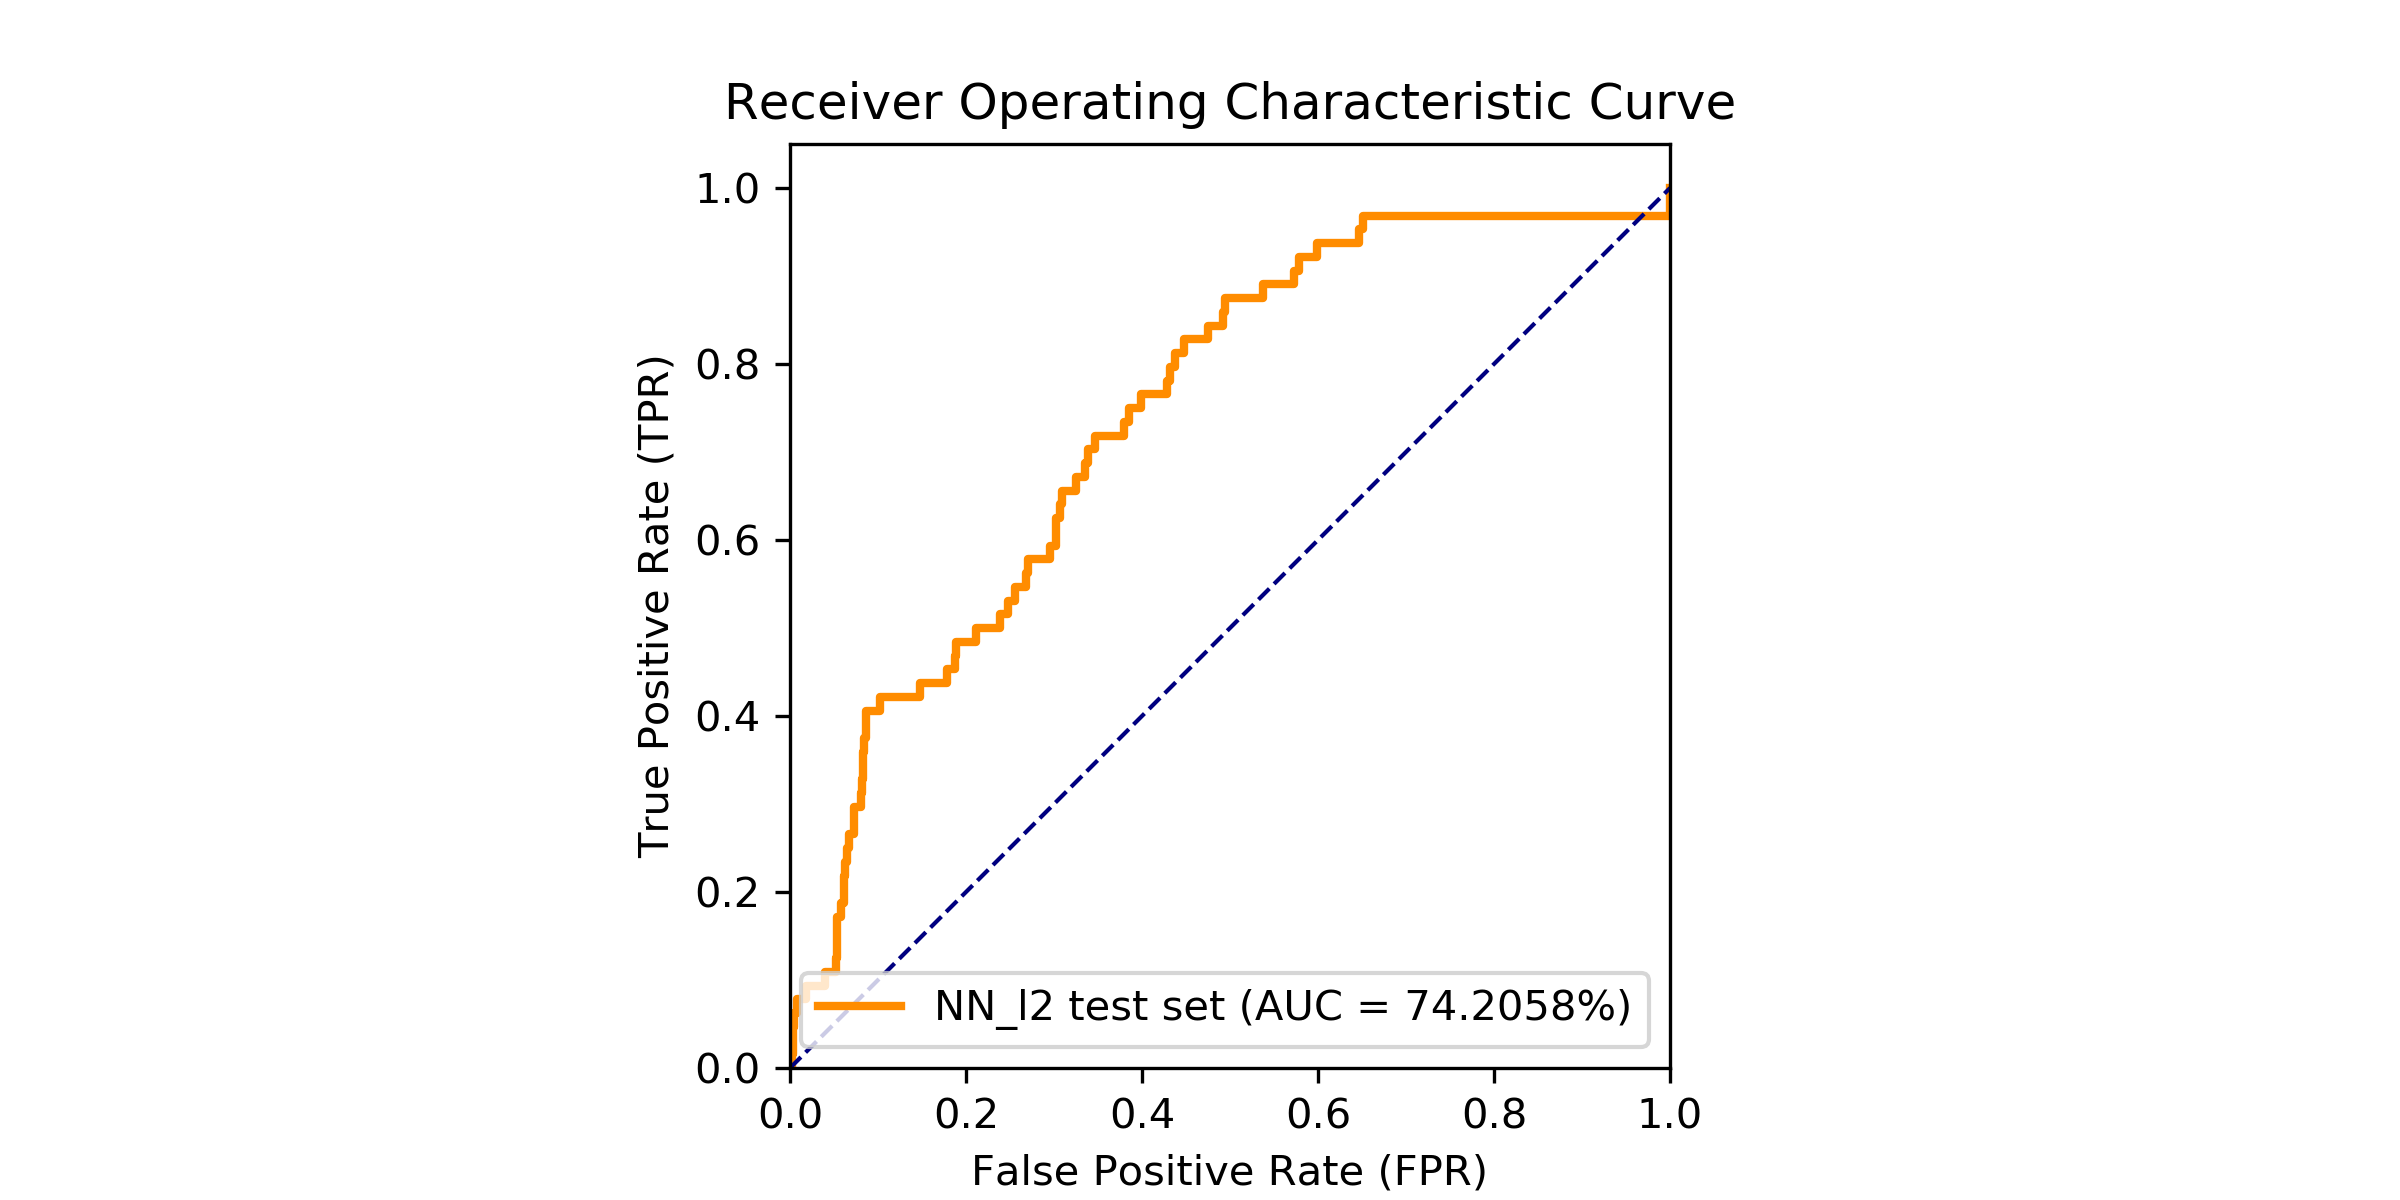 Receiver Operating Characteristic Curve
1.0
0.8
0.6
0.4
0.2
0.0
True Positive Rate (TPR)
NN_l2 test set (AUC = 74.2058%)
0.0 0.2 0.4 0.6 0.8 1.0
False Positive Rate (FPR)